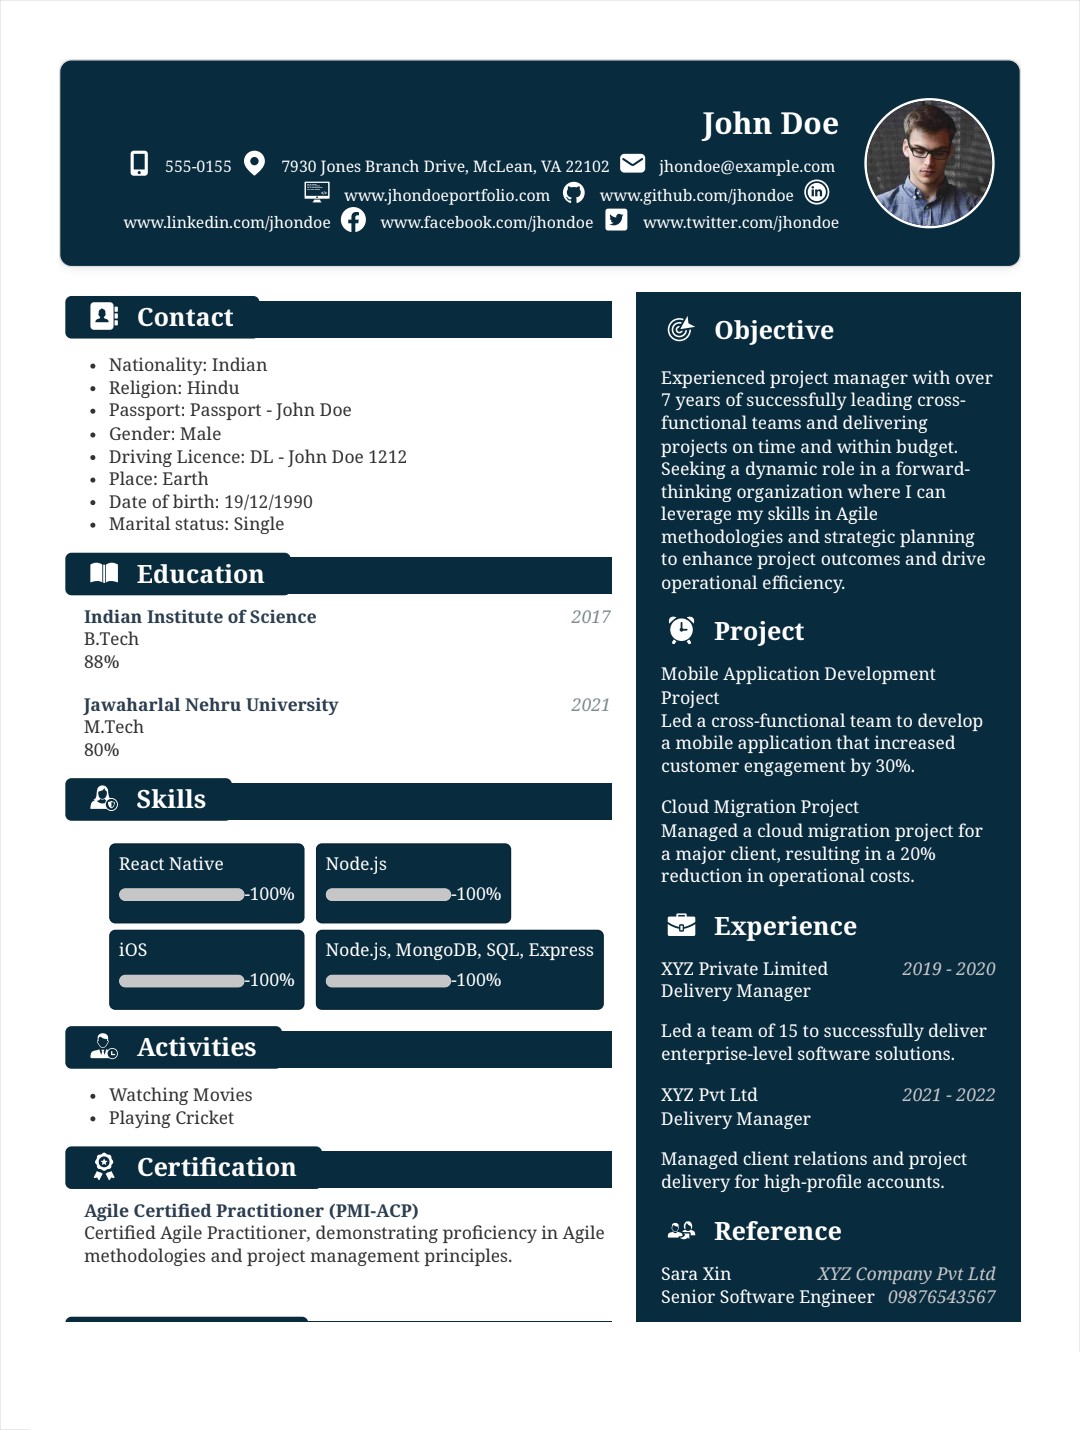 John Doe
555-0155 7930 Jones Branch Drive, McLean, VA 22102 jhondoe@example.com
www.jhondoeportfolio.com www.github.com/jhondoe
www.linkedin.com/jhondoe www.facebook.com/jhondoe www.twitter.com/jhondoe
Contact
Nationality: Indian
Religion: Hindu
Passport: Passport - John Doe
Gender: Male
Driving Licence: DL - John Doe 1212
Place: Earth
Date of birth: 19/12/1990
Marital status: Single
Education
Indian Institute of Science 2017
B.Tech
88%
Jawaharlal Nehru University 2021
M.Tech
80%
Skills
React Native
-100%
Node.js
-100%
iOS
-100%
Node.js, MongoDB, SQL, Express
-100%
Activities
Watching Movies
Playing Cricket
Certification
Agile Certified Practitioner (PMI-ACP)
Certified Agile Practitioner, demonstrating proficiency in Agile
methodologies and project management principles.
Objective
Experienced project manager with over
7 years of successfully leading cross-
functional teams and delivering
projects on time and within budget.
Seeking a dynamic role in a forward-
thinking organization where I can
leverage my skills in Agile
methodologies and strategic planning
to enhance project outcomes and drive
operational efficiency.
Project
Mobile Application Development
Project
Led a cross-functional team to develop
a mobile application that increased
customer engagement by 30%.
Cloud Migration Project
Managed a cloud migration project for
a major client, resulting in a 20%
reduction in operational costs.
Experience
XYZ Private Limited 2019 - 2020
Delivery Manager
Led a team of 15 to successfully deliver
enterprise-level software solutions.
XYZ Pvt Ltd 2021 - 2022
Delivery Manager
Managed client relations and project
delivery for high-profile accounts.
Reference
Sara Xin XYZ Company Pvt Ltd
Senior Software Engineer 09876543567